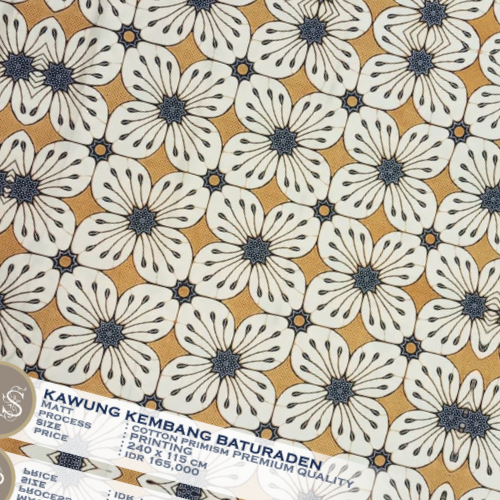 KAWUNG KEMBANG BATURADEN
MATT : COTTON PRIMISM PREMIUM QUALITY
PROCESS : PRINTING
SIZE : 240 X 115 CM
PRICE : IDR 165,000